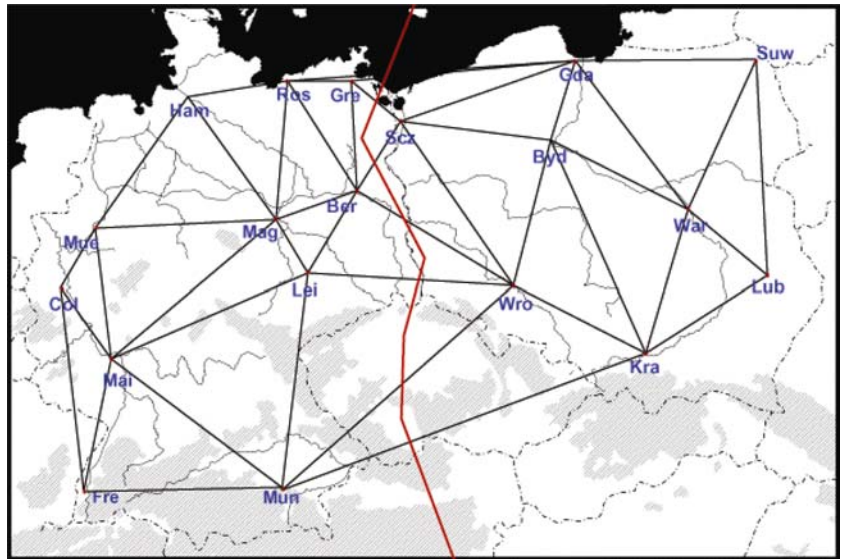 Suw
Gda
Ros
Gre
Ham
Scz
Byd
Ber
Mag
War
Mue
Lei
Wro
Lub
Col
Kra
Mai
Fre
Mun